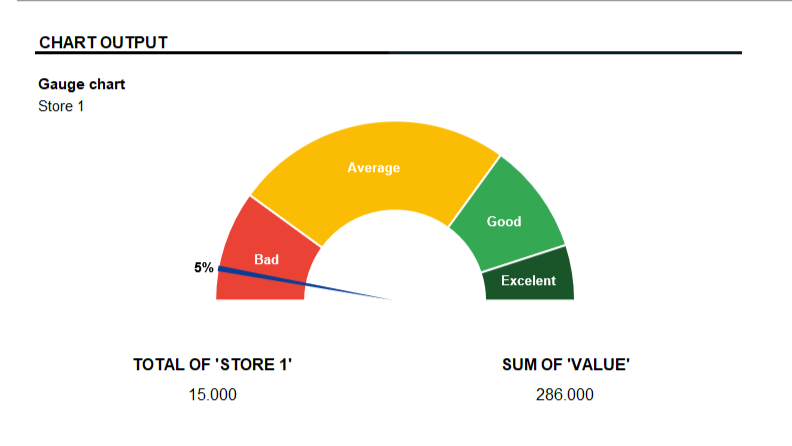 CHART OUTPUT
Gauge chart
Store 1
Average
Good
Bad
5%
Excelent
TOTAL OF 'STORE 1'
SUM OF 'VALUE'
15.000
286.000